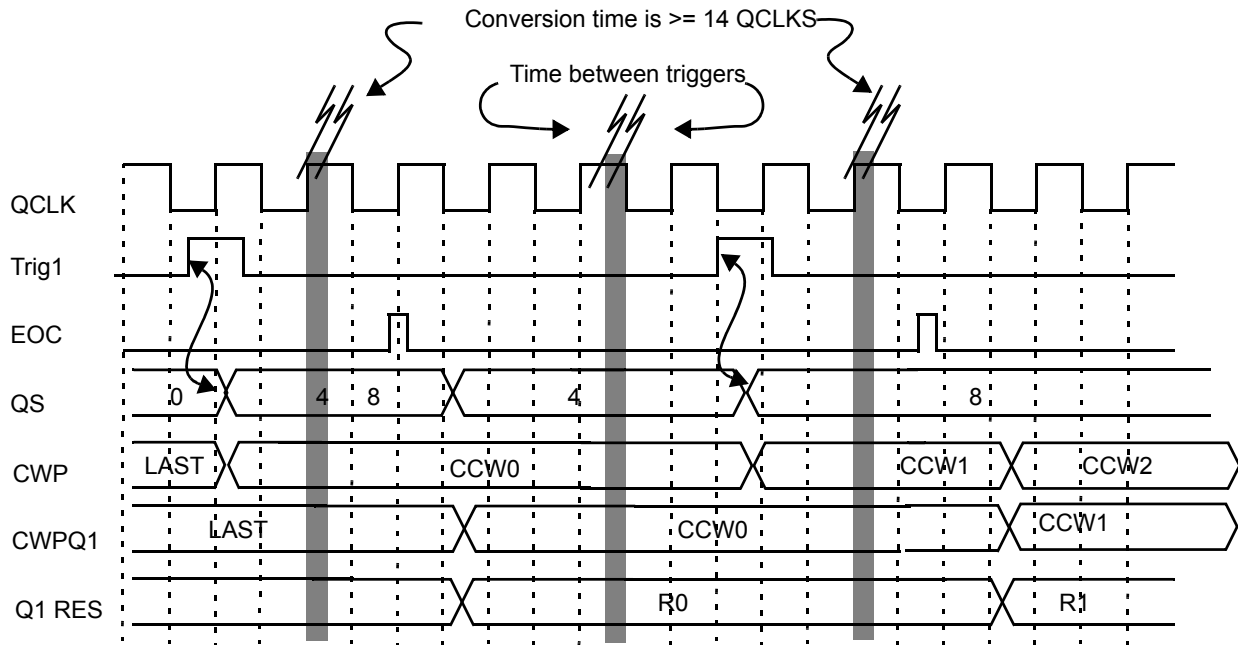 Conversion time is >= 14 QCLKS
Time between triggers
QCLK
Trig1
EOC
QS 0 4 8 4 8
CWP LAST CCW0 CCW1 CCW2
CWPQ1 LAST CCW0 CCW1
Q1 RES R0 R1